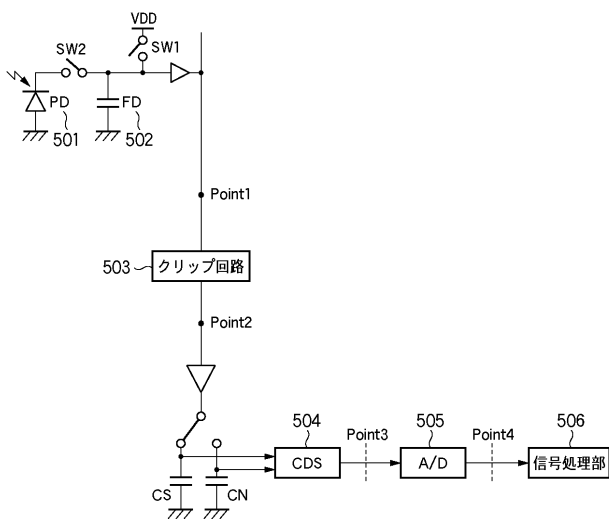 VDD
SW2
SW1
PD
FD
501
502
Point1
503
クリップ回路
Point2
504
505
506
Point3
Point4
CDS
A/D
信号処理部
CS
CN